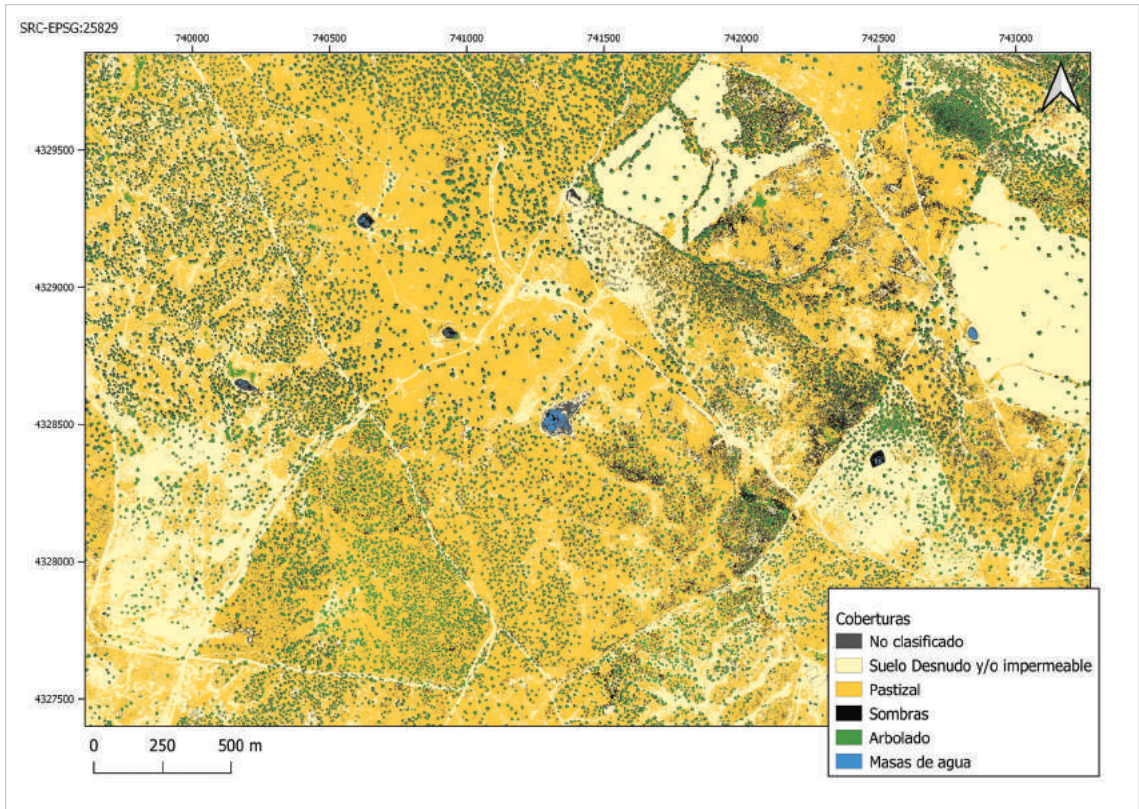 SRC-EPSG:25829
740000 740500 741000 741500 742000 742500 743000
4329500
4329000
4328500
4328000
4327500
Coberturas
No clasificado
Suelo Desnudo y/o impermeable
Pastizal
Sombras
Arbolado
Masas de agua
0 250 500 m